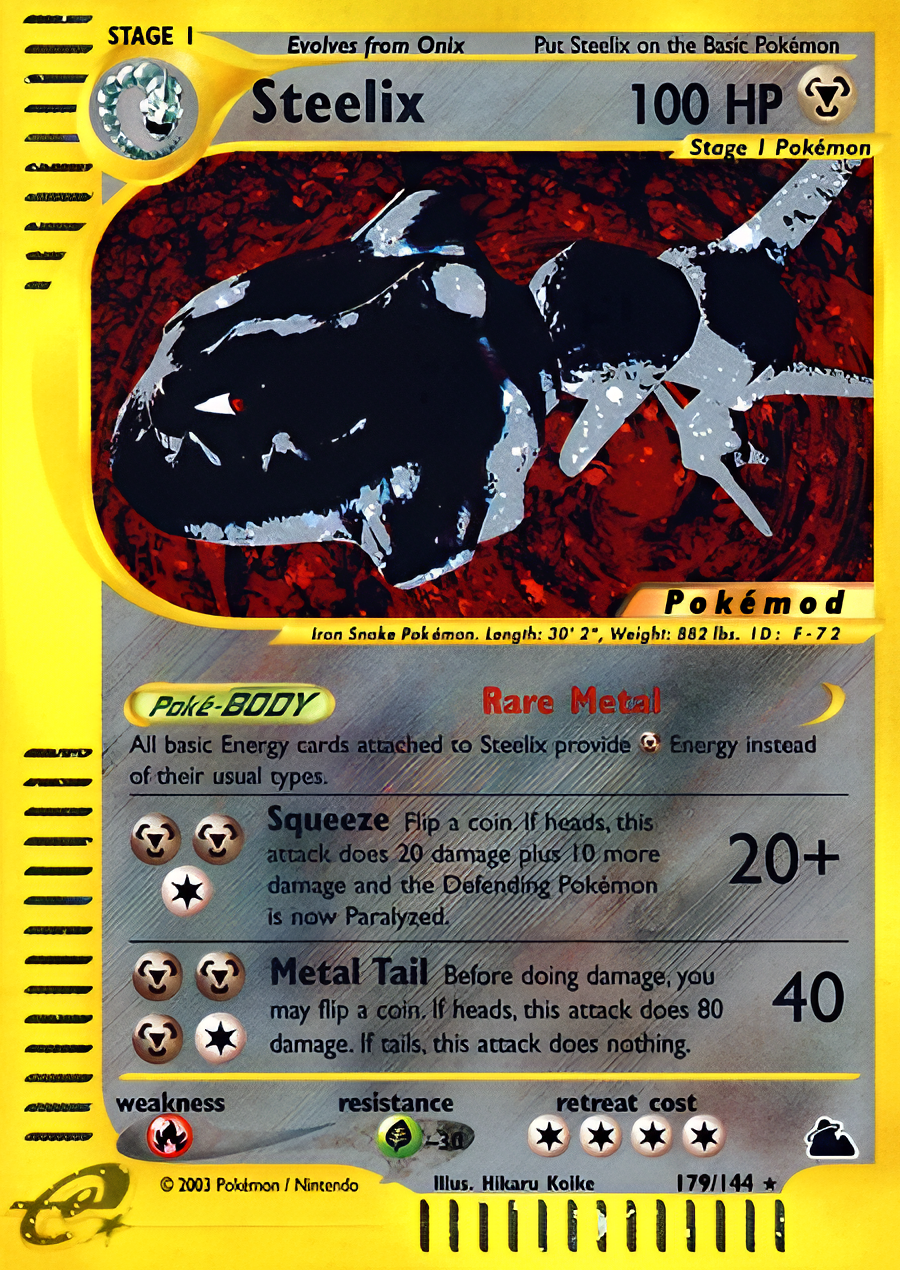 STAGE 1
Evolves from Onix
Put Steelix on the Basic Pokémon
Steelix
100 HP
Stage 1 Pokémon
Pokémod
Iron Snake Pokémon. Length: 30' 2", Weight: 882 lbs. ID: F-72
Poké-BODY
Rare Metal
All basic Energy cards attached to Steelix provide Energy instead
of their usual types.
Squeeze Flip a coin. If heads, this
attack does 20 damage plus 10 more
damage and the Defending Pokémon
is now Paralyzed.
20+
Metal Tail Before doing damage, you
may flip a coin. If heads, this attack does 80
damage. If tails, this attack does nothing.
40
weakness
resistance
retreat cost
-30
© 2003 Pokémon / Nintendo
Illus. Hikaru Koike
179/144
e